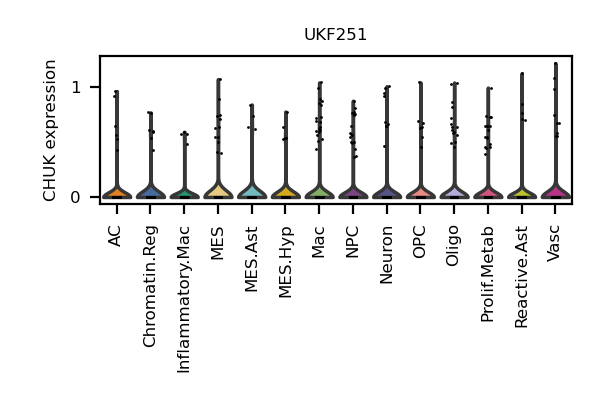 UKF251
CHUK expression
1
0
AC
Chromatin.Reg
Inflammatory.Mac
MES
MES.Ast
MES.Hyp
Mac
NPC
Neuron
OPC
Oligo
Prolif.Metab
Reactive.Ast
Vasc